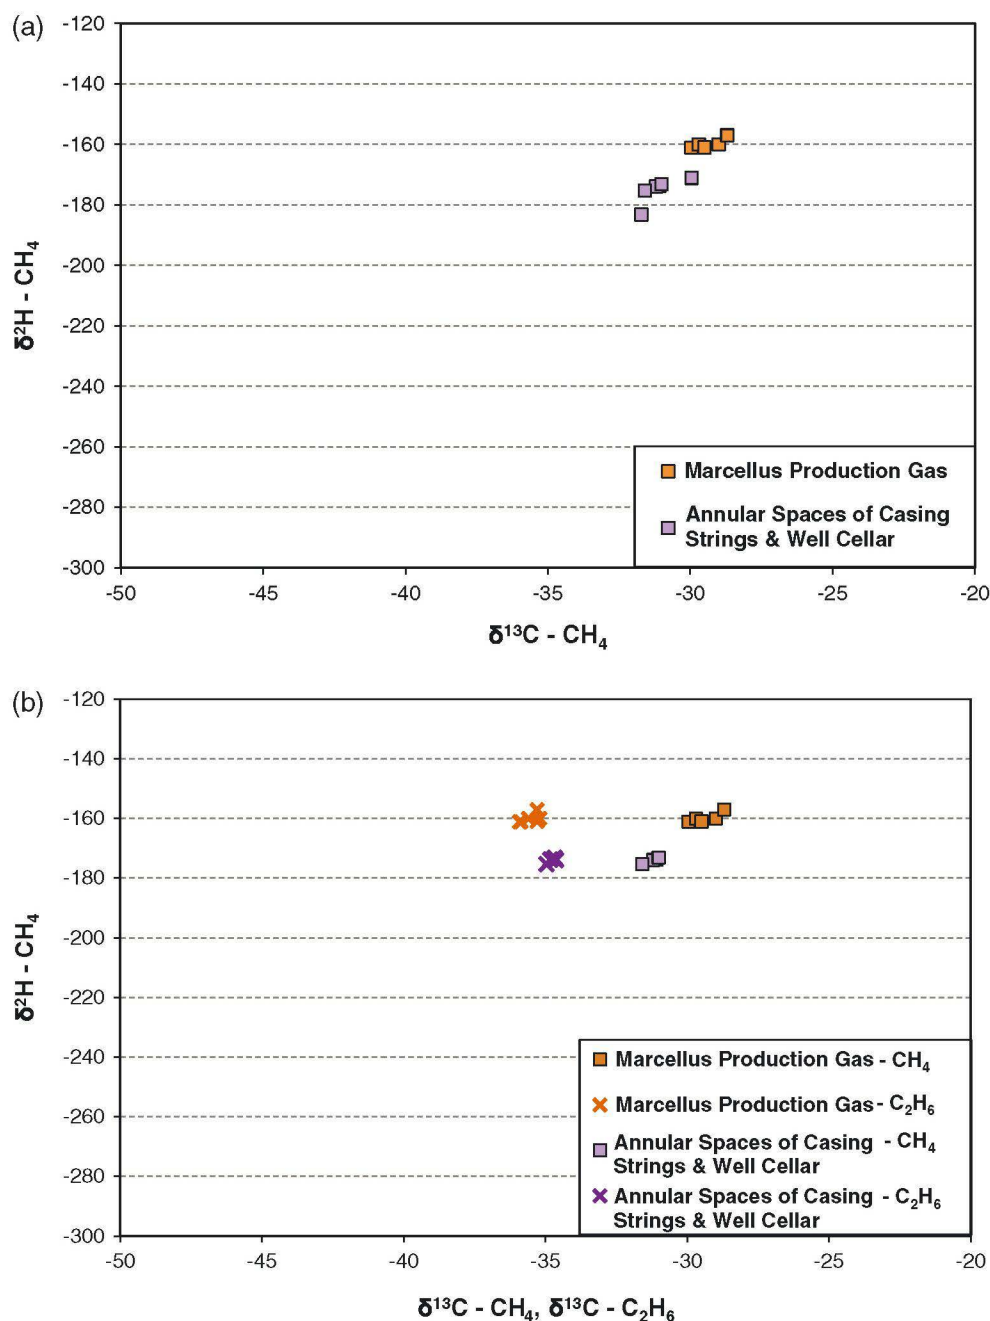 (a)
-120
-140
-160
-180
-200
-220
-240
-260
-280
-300
δ²H - CH₄
Marcellus Production Gas
Annular Spaces of Casing
Strings & Well Cellar
-50
-45
-40
-35
-30
-25
-20
δ¹³C - CH₄
(b)
-120
-140
-160
-180
-200
-220
-240
-260
-280
-300
δ²H - CH₄
Marcellus Production Gas - CH₄
Marcellus Production Gas - C₂H₆
Annular Spaces of Casing - CH₄
Strings & Well Cellar
Annular Spaces of Casing - C₂H₆
Strings & Well Cellar
-50
-45
-40
-35
-30
-25
-20
δ¹³C - CH₄, δ¹³C - C₂H₆